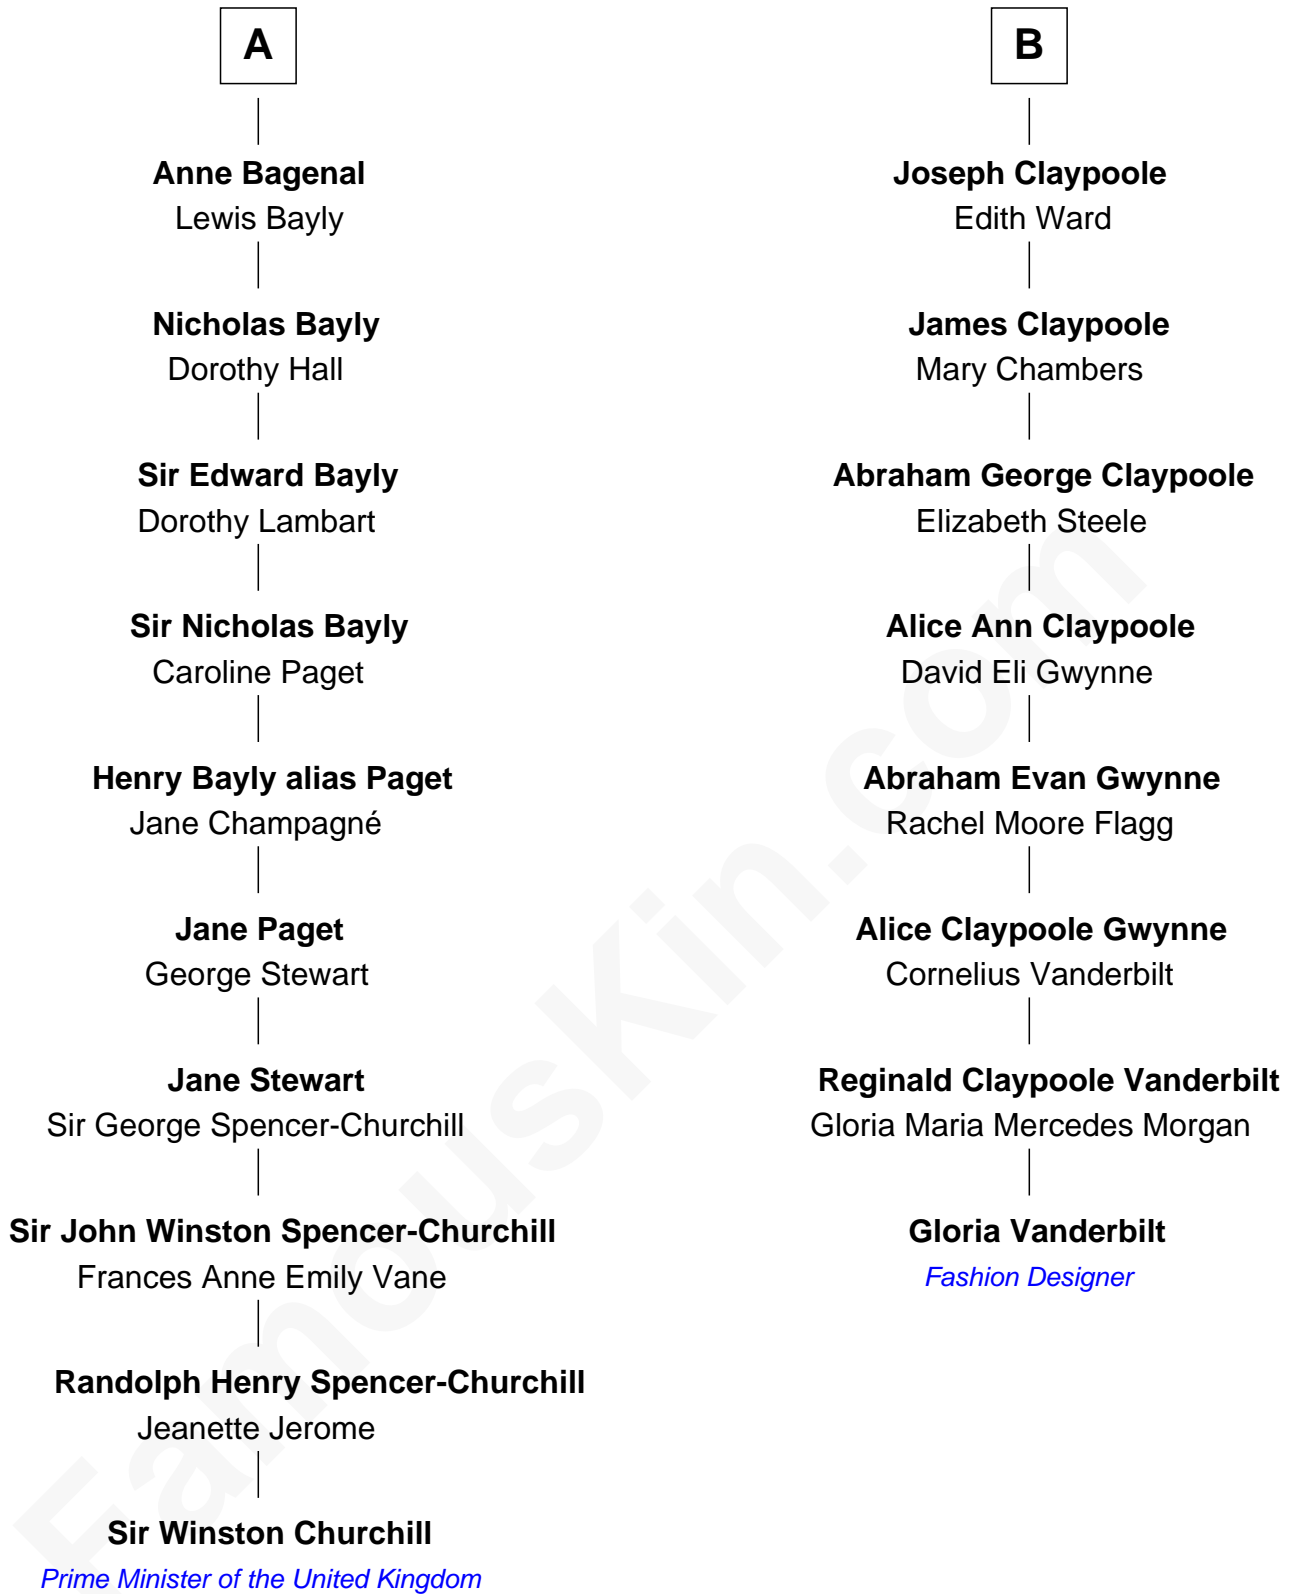 A
Anne Bagenal
Lewis Bayly
Nicholas Bayly
Dorothy Hall
Sir Edward Bayly
Dorothy Lambart
Sir Nicholas Bayly
Caroline Paget
Henry Bayly alias Paget
Jane Champagné
Jane Paget
George Stewart
Jane Stewart
Sir George Spencer-Churchill
Sir John Winston Spencer-Churchill
Frances Anne Emily Vane
Randolph Henry Spencer-Churchill
Jeanette Jerome
Sir Winston Churchill
Prime Minister of the United Kingdom
B
Joseph Claypoole
Edith Ward
James Claypoole
Mary Chambers
Abraham George Claypoole
Elizabeth Steele
Alice Ann Claypoole
David Eli Gwynne
Abraham Evan Gwynne
Rachel Moore Flagg
Alice Claypoole Gwynne
Cornelius Vanderbilt
Reginald Claypoole Vanderbilt
Gloria Maria Mercedes Morgan
Gloria Vanderbilt
Fashion Designer
FamousKin.com